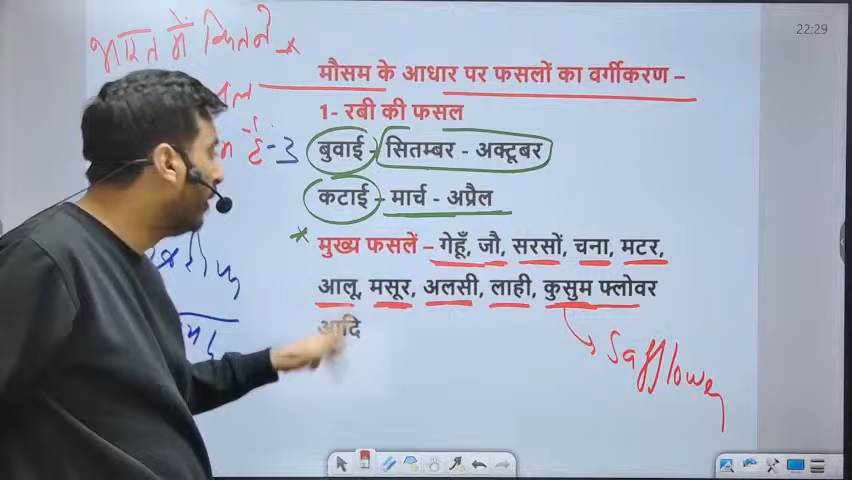 22:29
भारत में कितने
मौसम के आधार पर फसलों का वर्गीकरण –
1- रबी की फसल
है - 3
बुवाई - सितम्बर - अक्टूबर
कटाई - मार्च - अप्रैल
* मुख्य फसलें – गेहूँ, जौ, सरसों, चना, मटर,
आलू, मसूर, अलसी, लाही, कुसुम फ्लोवर
आदि
Safflower